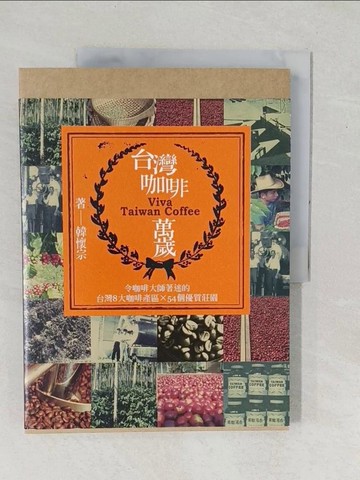 台灣
咖啡
Viva
Taiwan Coffee
萬歲
著──韓懷宗
令咖啡大師著迷的
台灣8大咖啡產區×54個優質莊園